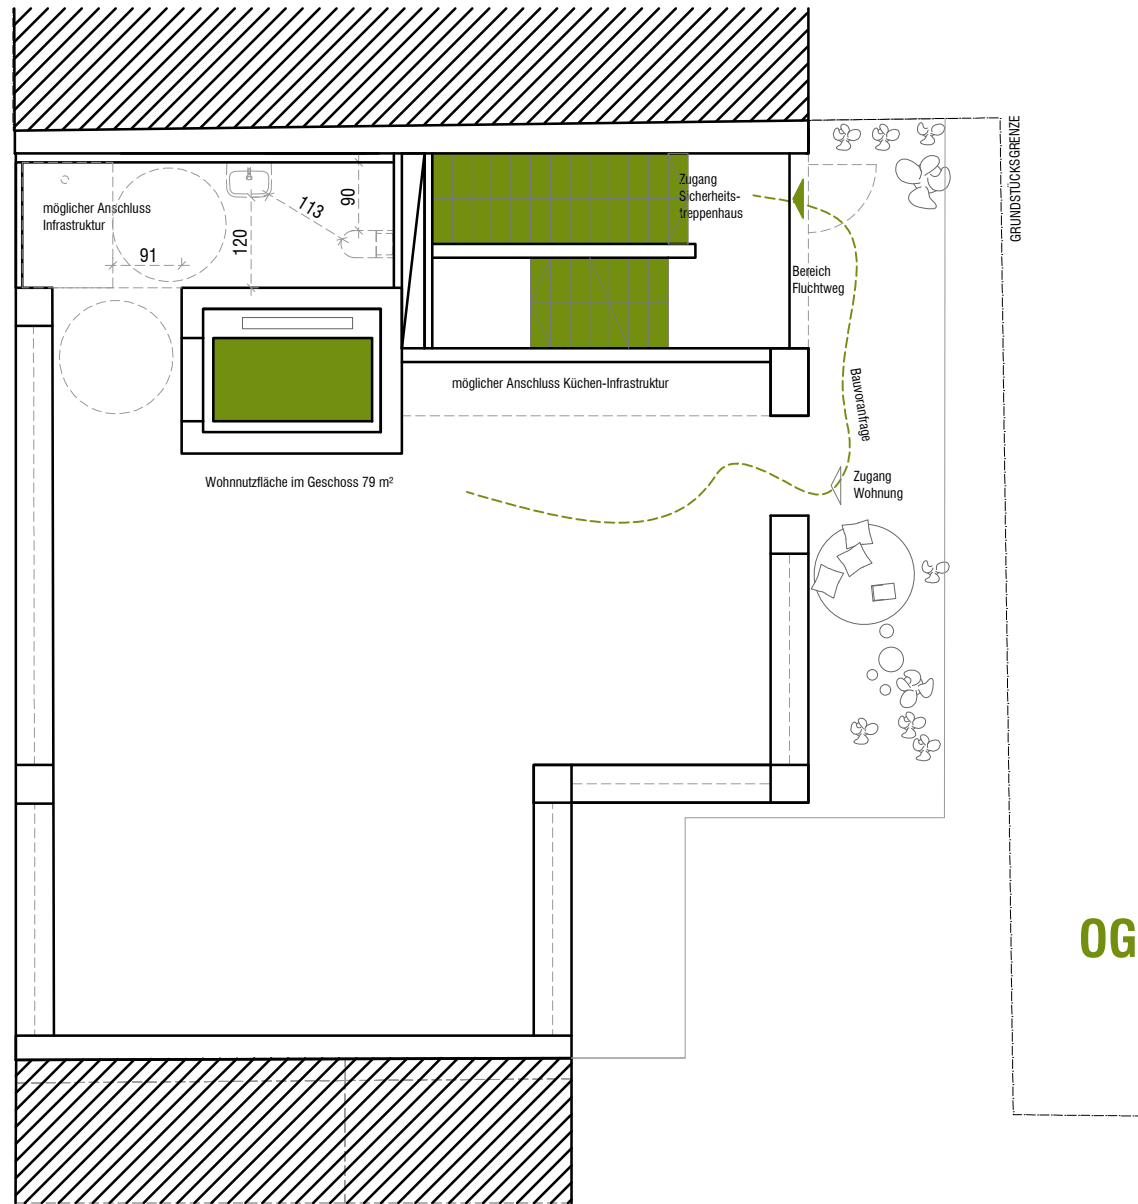 GRUNDSTÜCKSGRENZE
möglicher Anschluss
Infrastruktur
113
90
120
91
Zugang
Sicherheits-
treppenhaus
Bereich
Fluchtweg
möglicher Anschluss Küchen-Infrastruktur
Bauvoranfrage
Wohnnutzfläche im Geschoss 79 m²
Zugang
Wohnung
OG